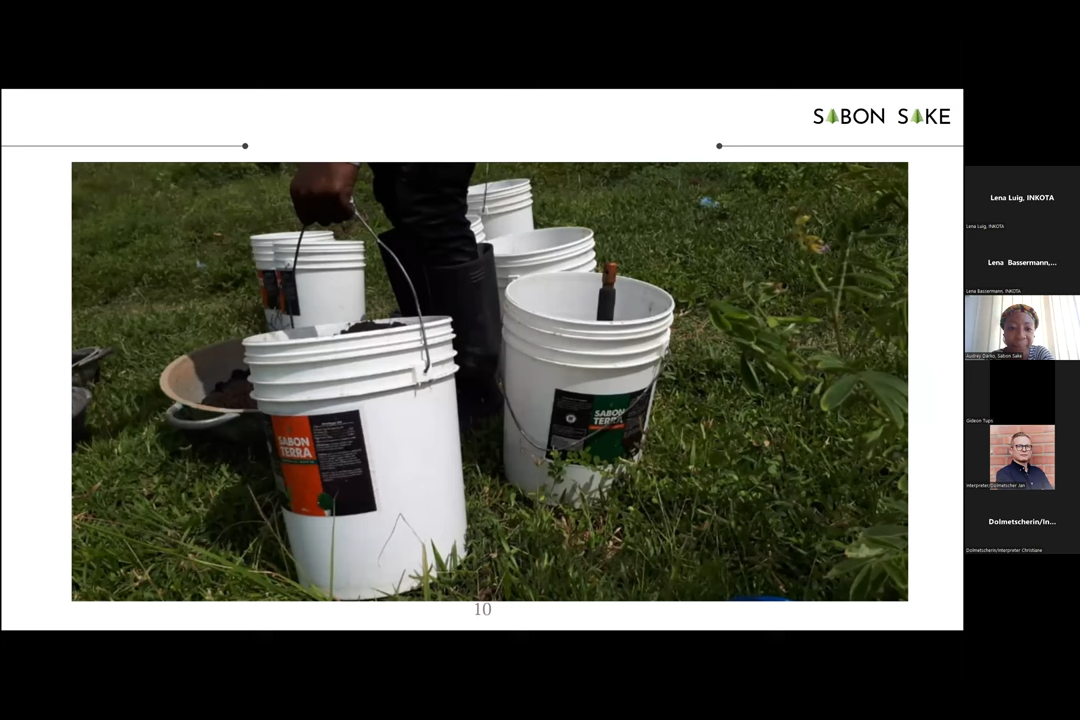 SABON SAKE
SABON
TERRA
SABON
TERRA
10
Lena Luig, INKOTA
Lena Luig, INKOTA
Lena Bassermann,...
Lena Bassermann, INKOTA
Audrey Darko, Sabon Sake
Gideon Tups
Interpreter/Dolmetscher Jan
Dolmetscherin/In...
Dolmetscherin/Interpreter Christiane